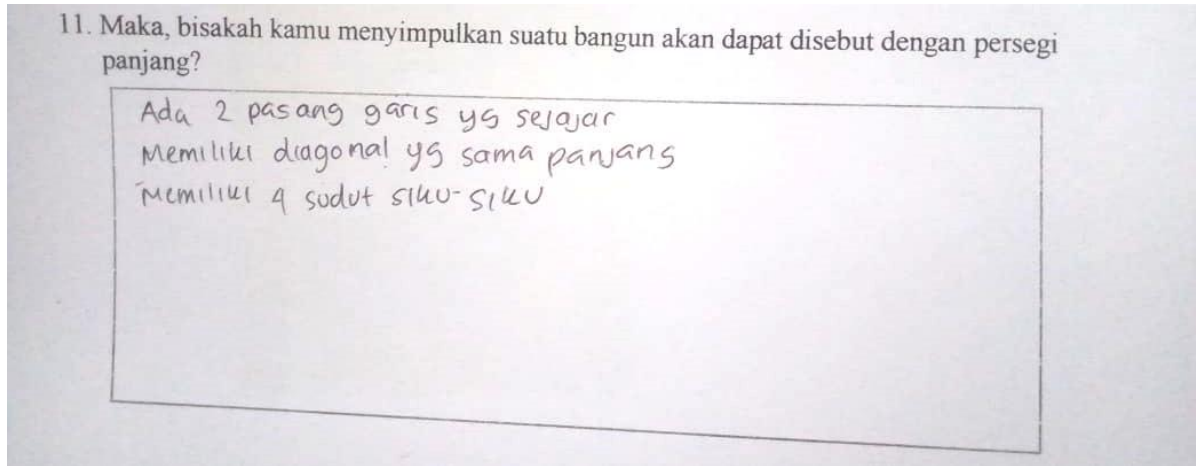 11. Maka, bisakah kamu menyimpulkan suatu bangun akan dapat disebut dengan persegi
panjang?
Ada 2 pasang garis yg sejajar
Memiliki diagonal yg sama panjang
Memiliki 4 sudut siku-siku